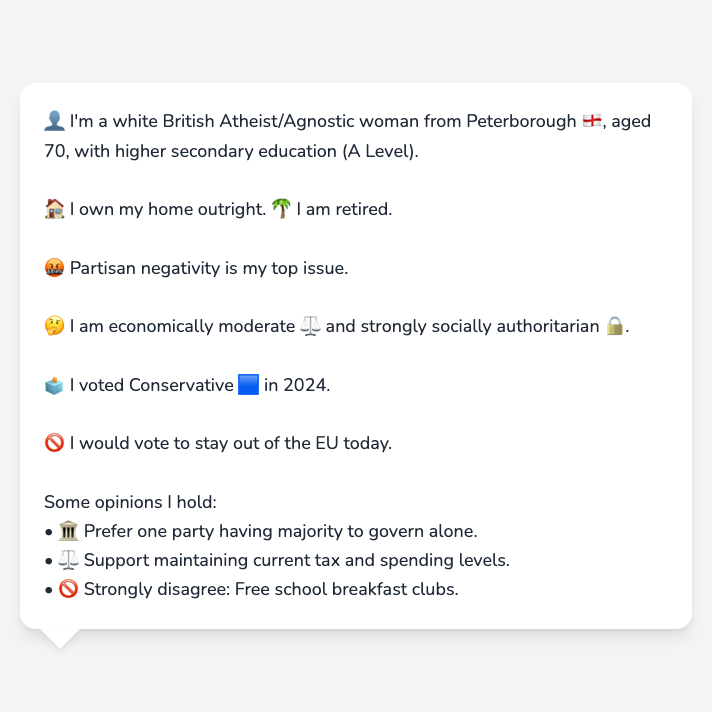 👤 I'm a white British Atheist/Agnostic woman from Peterborough 🏴󠁧󠁢󠁥󠁮󠁧󠁿, aged
70, with higher secondary education (A Level).
🏠 I own my home outright. 🌴 I am retired.
🤬 Partisan negativity is my top issue.
🤔 I am economically moderate ⚖️ and strongly socially authoritarian 🔒.
🗳️ I voted Conservative 🟦 in 2024.
🚫 I would vote to stay out of the EU today.
Some opinions I hold:
• 🏛️ Prefer one party having majority to govern alone.
• ⚖️ Support maintaining current tax and spending levels.
• 🚫 Strongly disagree: Free school breakfast clubs.